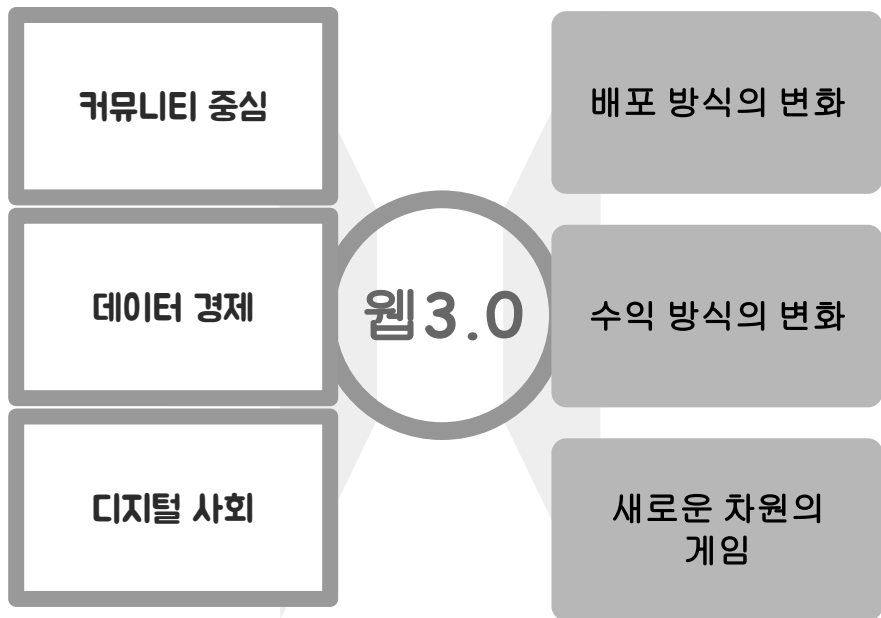 커뮤니티 중심
데이터 경제
디지털 사회
웹3.0
배포 방식의 변화
수익 방식의 변화
새로운 차원의
게임